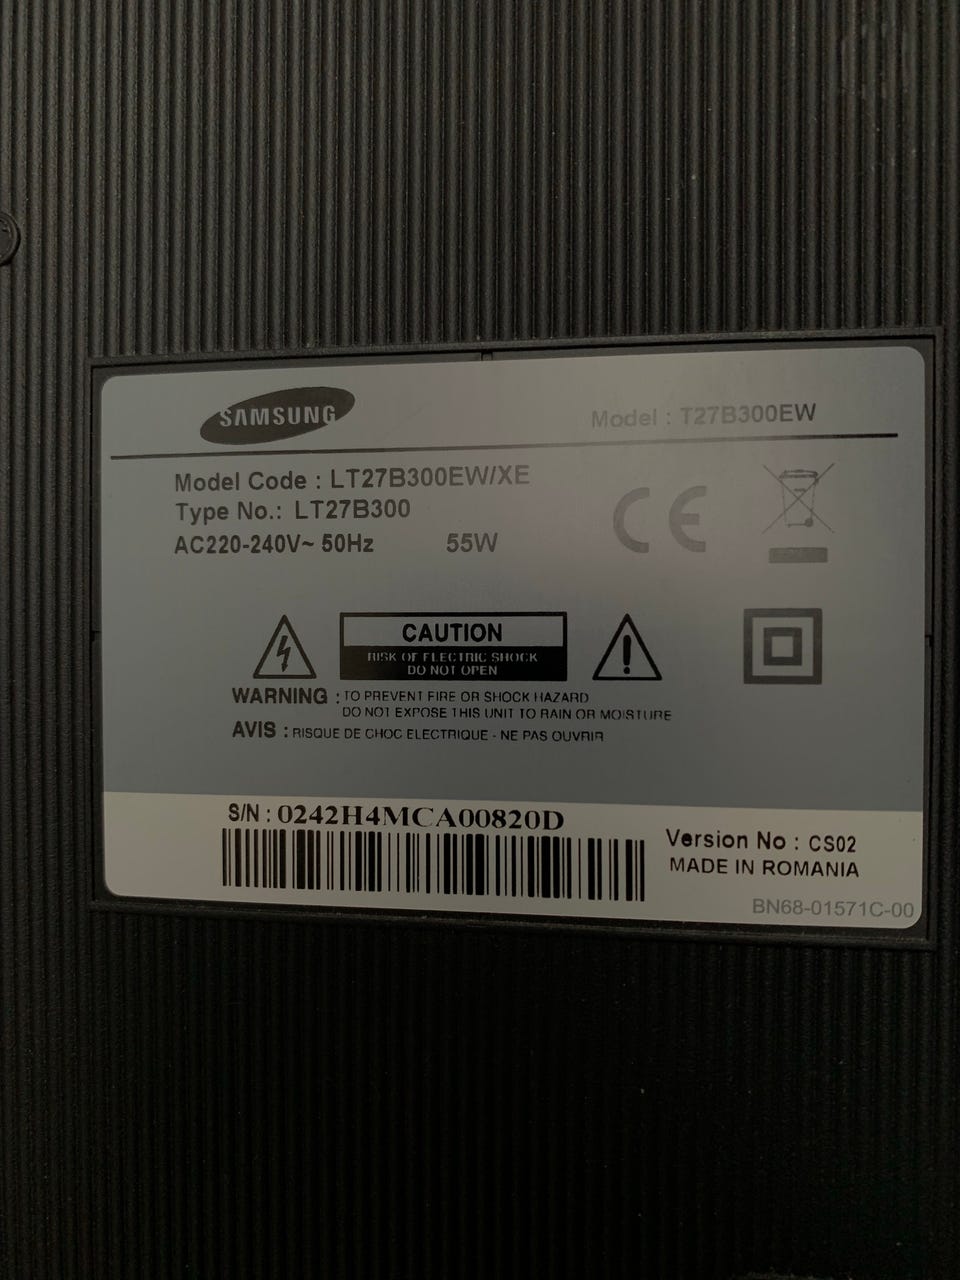 SAMSUNG
Model : T27B300EW
Model Code : LT27B300EW/XE
Type No.: LT27B300
AC220-240V~ 50Hz 55W
CE
CAUTION
RISK OF ELECTRIC SHOCK
DO NOT OPEN
WARNING : TO PREVENT FIRE OR SHOCK HAZARD
DO NOT EXPOSE THIS UNIT TO RAIN OR MOISTURE
AVIS : RISQUE DE CHOC ELECTRIQUE - NE PAS OUVRIR
S/N : 0242H4MCA00820D
Version No : CS02
MADE IN ROMANIA
BN68-01571C-00